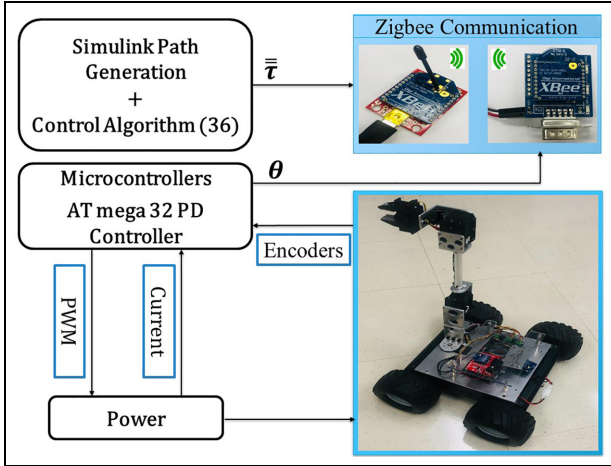 Simulink Path
Generation
+
Control Algorithm (36)
τ̿
Zigbee Communication
XBee
XBee
Microcontrollers
AT mega 32 PD
Controller
θ
Encoders
PWM
Current
Power